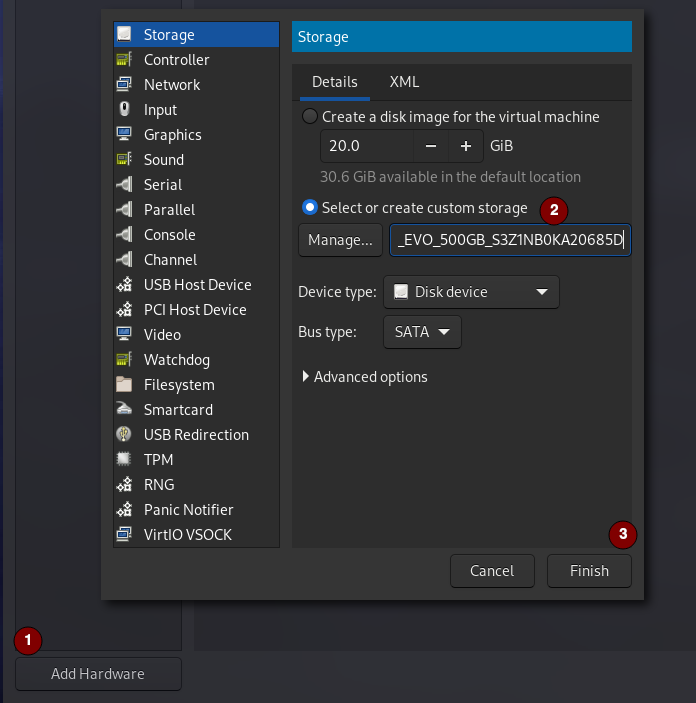 Storage
Controller
Network
Input
Graphics
Sound
Serial
Parallel
Console
Channel
USB Host Device
PCI Host Device
Video
Watchdog
Filesystem
Smartcard
USB Redirection
TPM
RNG
Panic Notifier
VirtIO VSOCK
Storage
Details XML
Create a disk image for the virtual machine
20.0 − + GiB
30.6 GiB available in the default location
Select or create custom storage 2
Manage... _EVO_500GB_S3Z1NB0KA20685D
Device type: Disk device
Bus type: SATA
Advanced options
3
Cancel Finish
1
Add Hardware